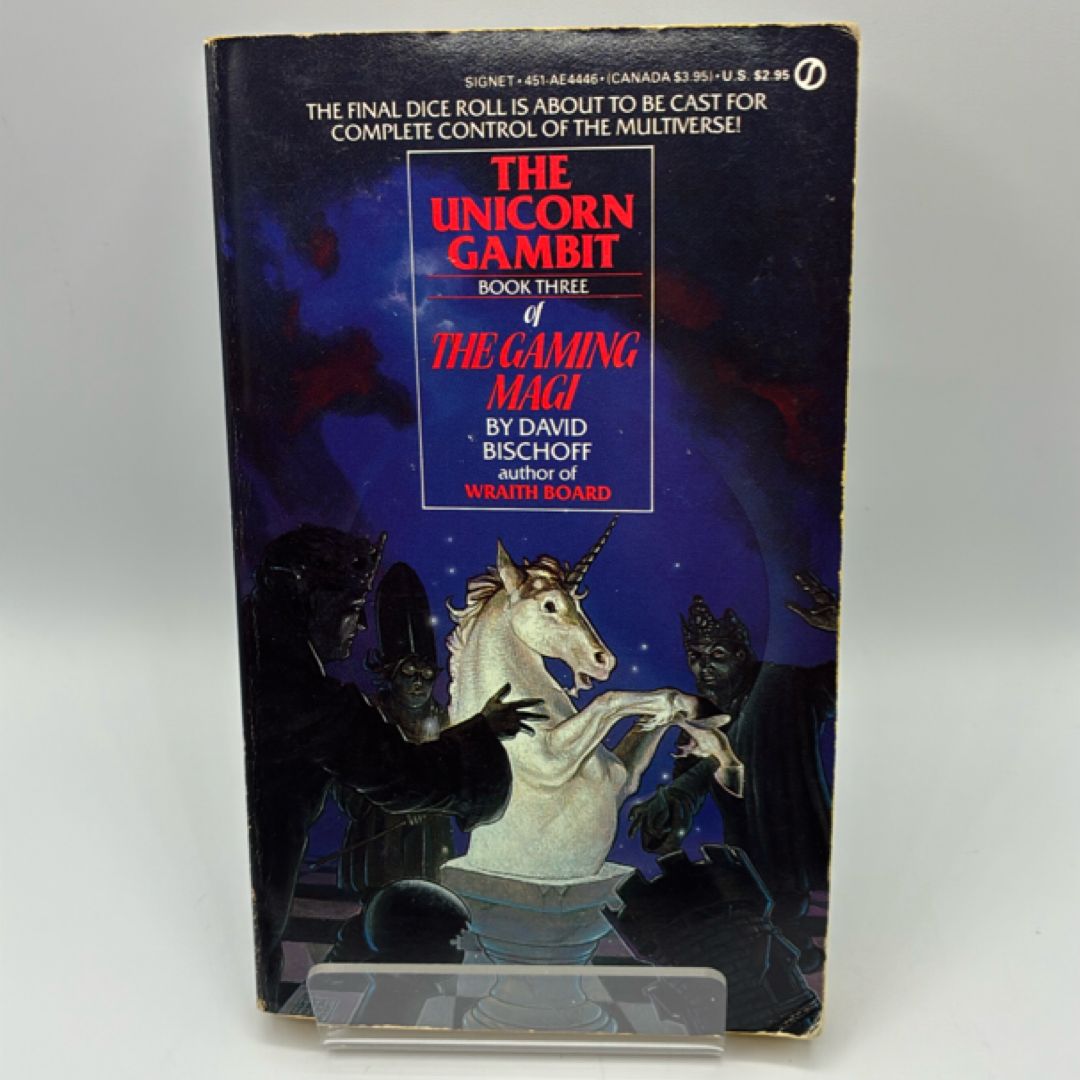 SIGNET • 451-AE4446 • (CANADA $3.95) • U.S. $2.95
THE FINAL DICE ROLL IS ABOUT TO BE CAST FOR
COMPLETE CONTROL OF THE MULTIVERSE!
THE
UNICORN
GAMBIT
BOOK THREE
of
THE GAMING
MAGI
BY DAVID
BISCHOFF
author of
WRAITH BOARD